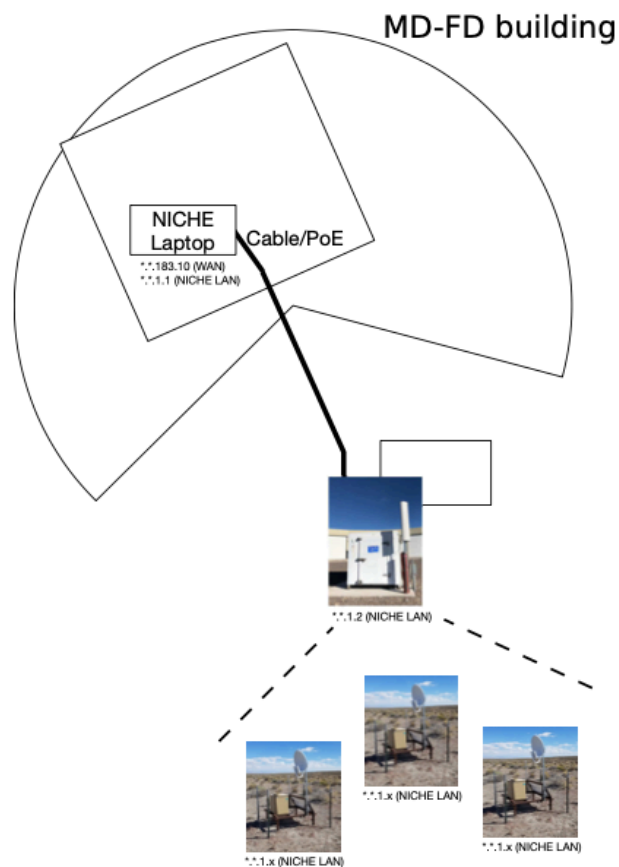 MD-FD building
NICHE
Laptop
Cable/PoE
*.*.183.10 (WAN)
*.*.1.1 (NICHE LAN)
*.*.1.2 (NICHE LAN)
*.*.1.x (NICHE LAN)
*.*.1.x (NICHE LAN)
*.*.1.x (NICHE LAN)